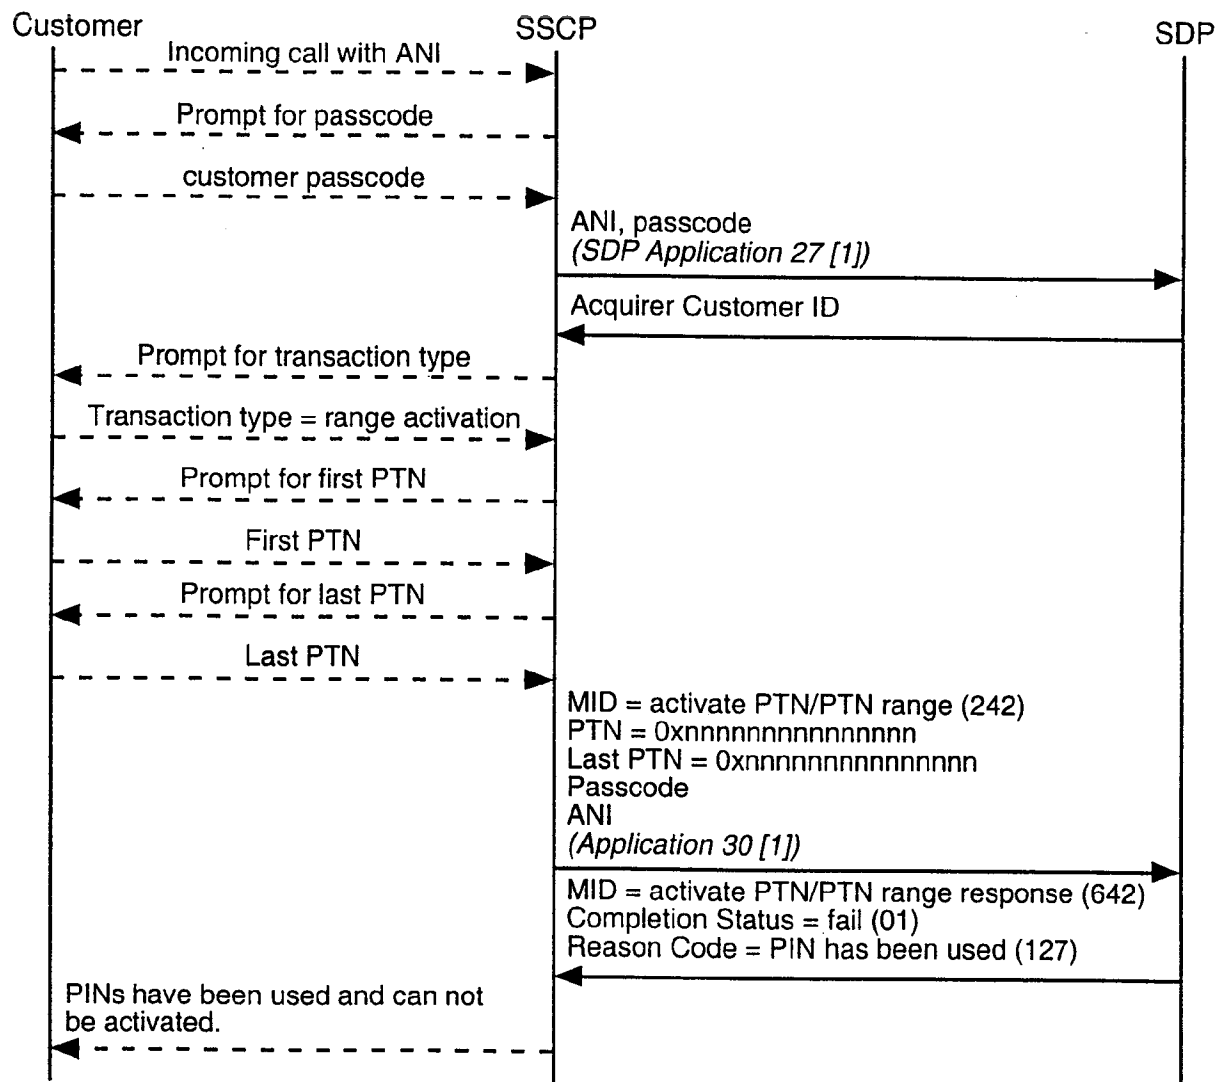 Customer
SSCP
SDP
Incoming call with ANI
Prompt for passcode
customer passcode
ANI, passcode
(SDP Application 27 [1])
Acquirer Customer ID
Prompt for transaction type
Transaction type = range activation
Prompt for first PTN
First PTN
Prompt for last PTN
Last PTN
MID = activate PTN/PTN range (242)
PTN = 0xnnnnnnnnnnnnnnnn
Last PTN = 0xnnnnnnnnnnnnnnnn
Passcode
ANI
(Application 30 [1])
MID = activate PTN/PTN range response (642)
Completion Status = fail (01)
Reason Code = PIN has been used (127)
PINs have been used and can not
be activated.